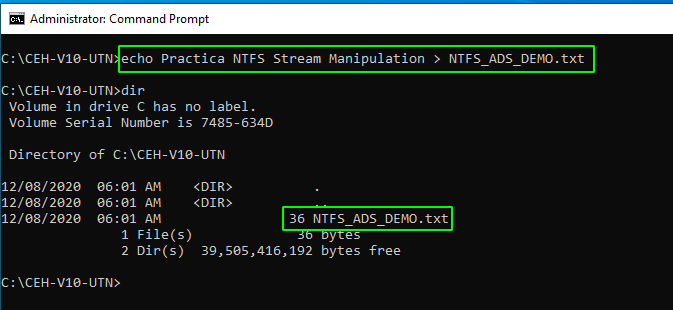 Administrator: Command Prompt
C:\CEH-V10-UTN>echo Practica NTFS Stream Manipulation > NTFS_ADS_DEMO.txt
C:\CEH-V10-UTN>dir
 Volume in drive C has no label.
 Volume Serial Number is 7485-634D
 Directory of C:\CEH-V10-UTN
12/08/2020  06:01 AM    <DIR>          .
12/08/2020  06:01 AM    <DIR>          ..
12/08/2020  06:01 AM                36 NTFS_ADS_DEMO.txt
               1 File(s)             36 bytes
               2 Dir(s)  39,505,416,192 bytes free
C:\CEH-V10-UTN>